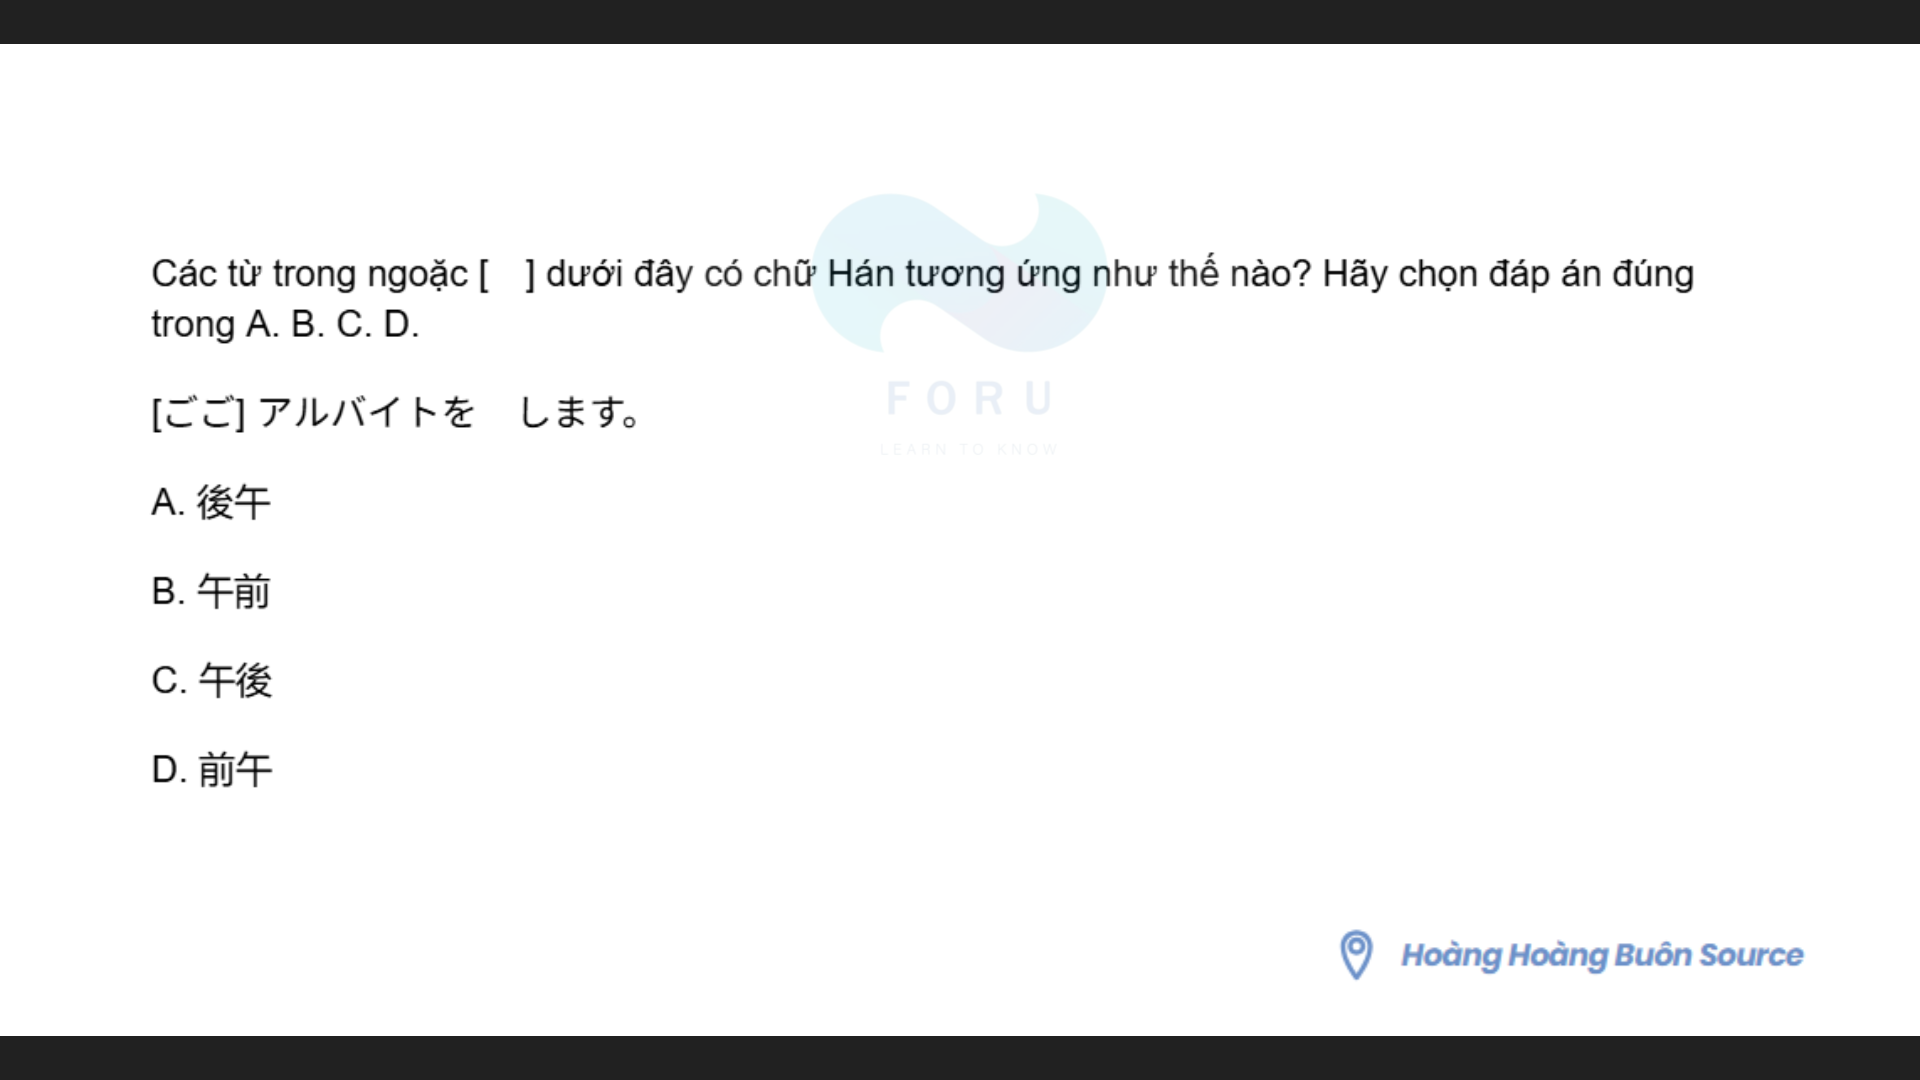 Các từ trong ngoặc [　] dưới đây có chữ Hán tương ứng như thế nào? Hãy chọn đáp án đúng
trong A. B. C. D.
[ごご] アルバイトを　します。
A. 後午
B. 午前
C. 午後
D. 前午
FORU
LEARN TO KNOW
Hoàng Hoàng Buôn Source